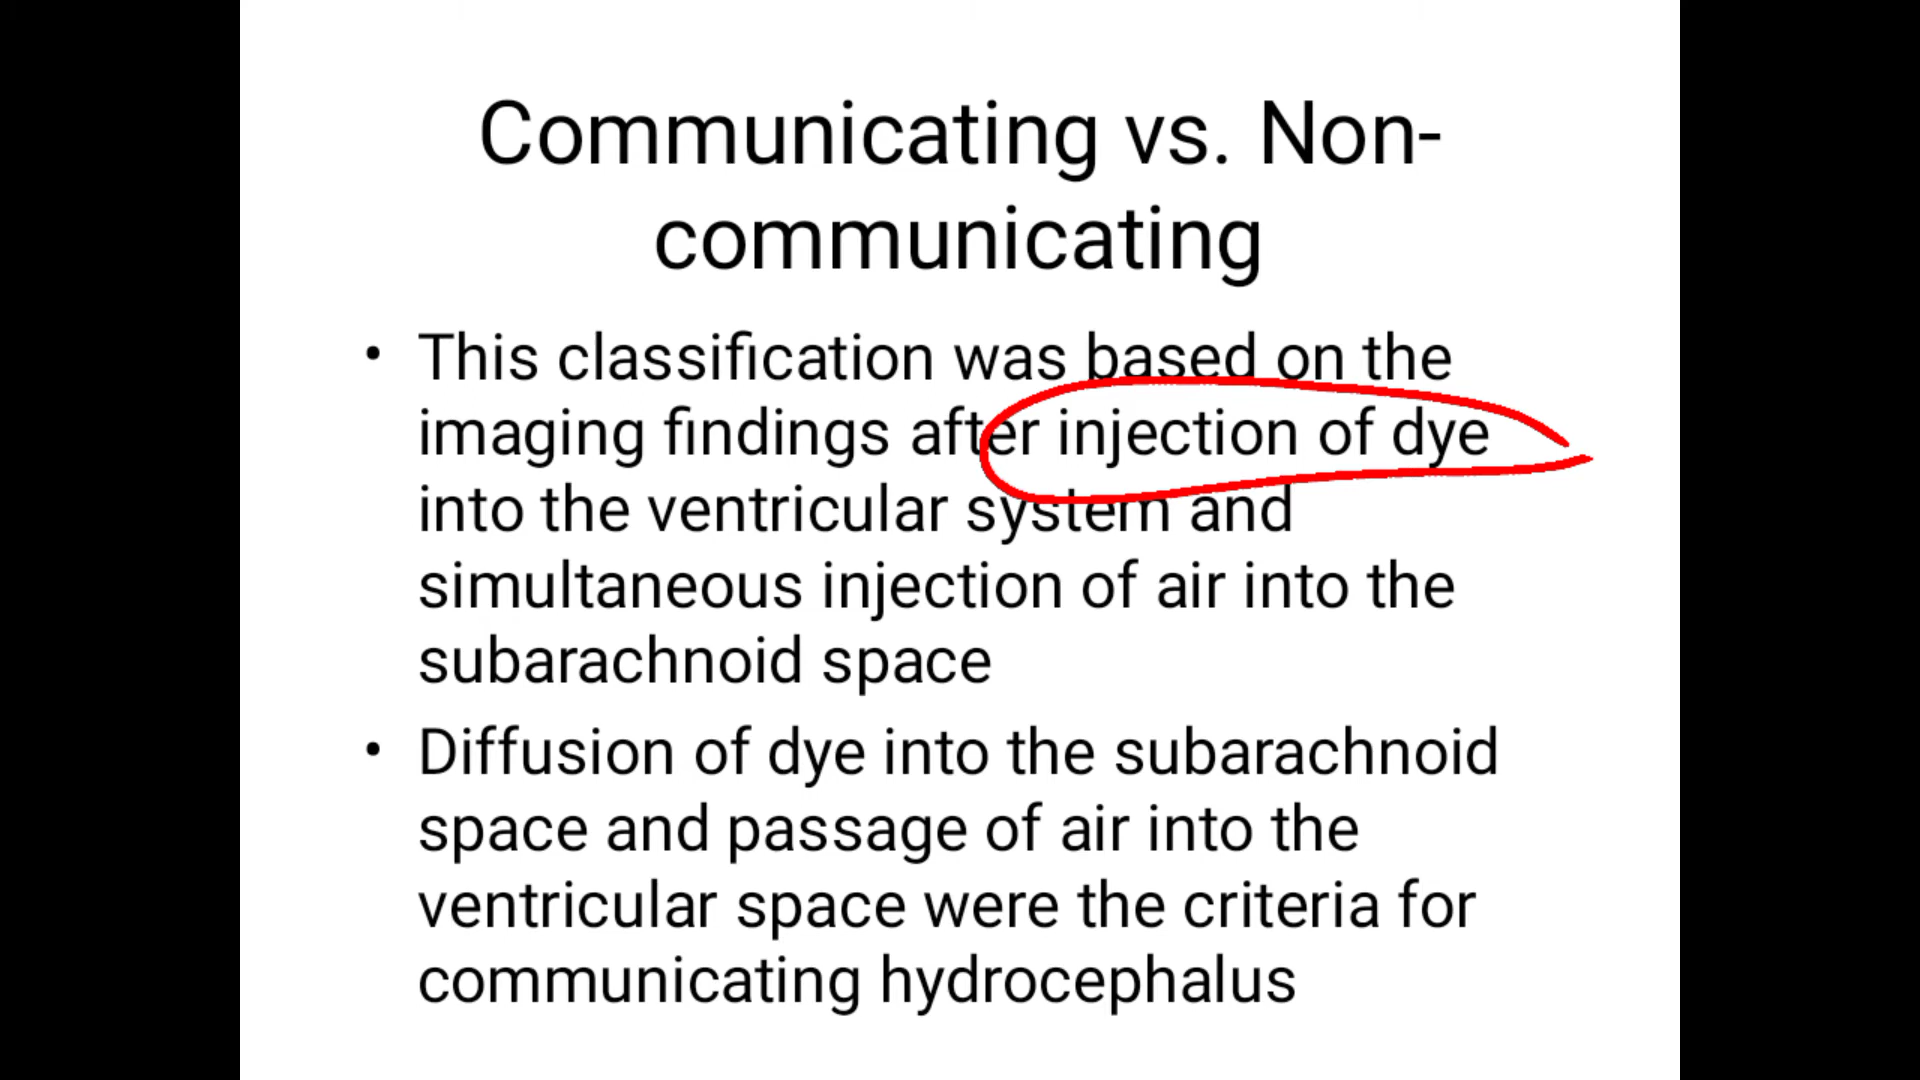 Communicating vs. Non-
communicating
• This classification was based on the
imaging findings after injection of dye
into the ventricular system and
simultaneous injection of air into the
subarachnoid space
• Diffusion of dye into the subarachnoid
space and passage of air into the
ventricular space were the criteria for
communicating hydrocephalus